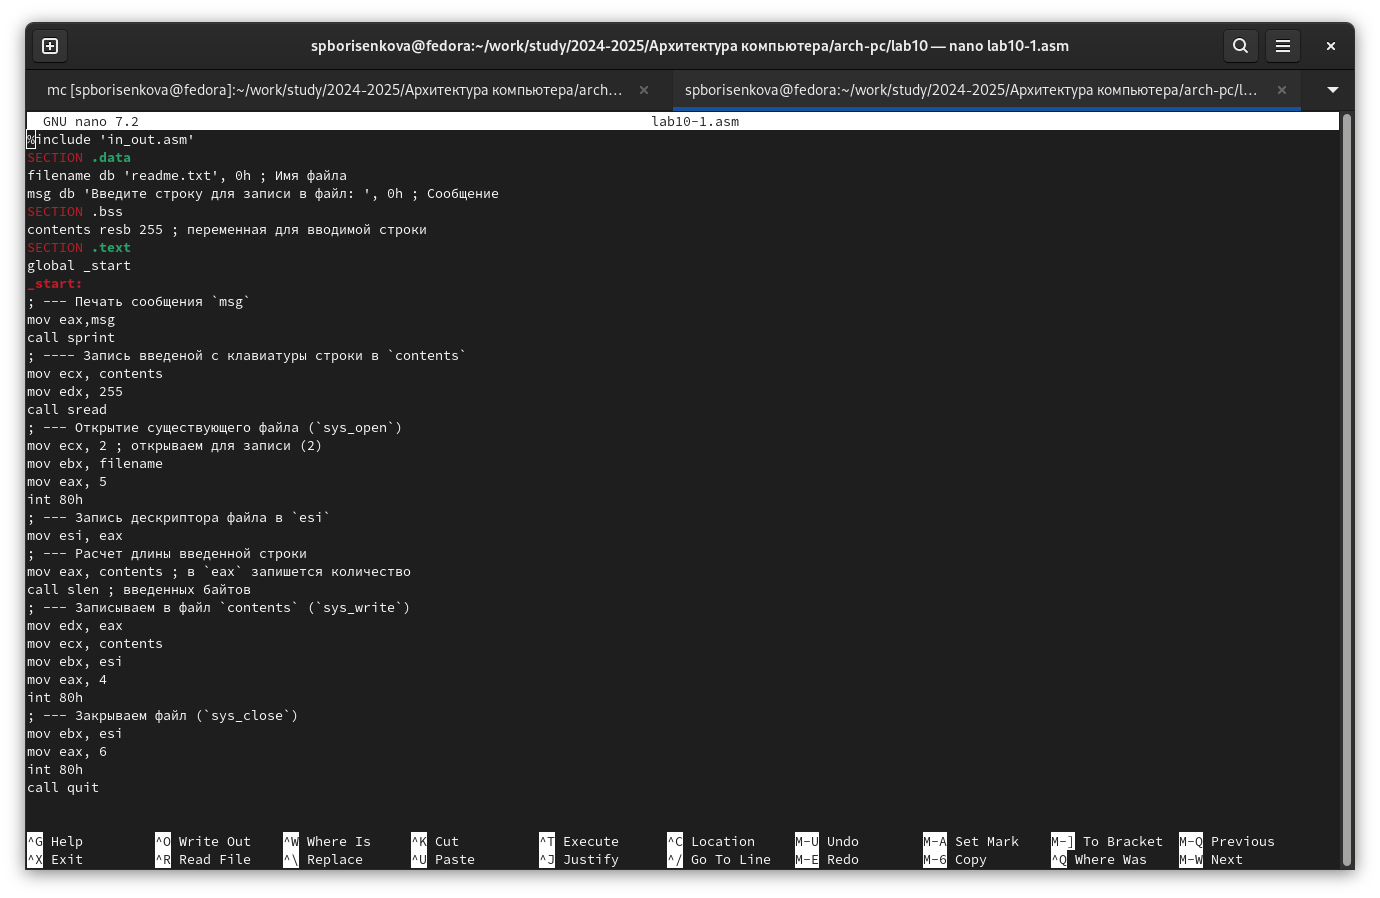 spborisenkova@fedora:~/work/study/2024-2025/Архитектура компьютера/arch-pc/lab10 — nano lab10-1.asm
mc [spborisenkova@fedora]:~/work/study/2024-2025/Архитектура компьютера/arch…
spborisenkova@fedora:~/work/study/2024-2025/Архитектура компьютера/arch-pc/l…
GNU nano 7.2 lab10-1.asm
%include 'in_out.asm'
SECTION .data
filename db 'readme.txt', 0h ; Имя файла
msg db 'Введите строку для записи в файл: ', 0h ; Сообщение
SECTION .bss
contents resb 255 ; переменная для вводимой строки
SECTION .text
global _start
_start:
; --- Печать сообщения `msg`
mov eax,msg
call sprint
; ---- Запись введеной с клавиатуры строки в `contents`
mov ecx, contents
mov edx, 255
call sread
; --- Открытие существующего файла (`sys_open`)
mov ecx, 2 ; открываем для записи (2)
mov ebx, filename
mov eax, 5
int 80h
; --- Запись дескриптора файла в `esi`
mov esi, eax
; --- Расчет длины введенной строки
mov eax, contents ; в `eax` запишется количество
call slen ; введенных байтов
; --- Записываем в файл `contents` (`sys_write`)
mov edx, eax
mov ecx, contents
mov ebx, esi
mov eax, 4
int 80h
; --- Закрываем файл (`sys_close`)
mov ebx, esi
mov eax, 6
int 80h
call quit
^G Help ^O Write Out ^W Where Is ^K Cut ^T Execute ^C Location M-U Undo M-A Set Mark M-] To Bracket M-Q Previous
^X Exit ^R Read File ^\ Replace ^U Paste ^J Justify ^/ Go To Line M-E Redo M-6 Copy ^Q Where Was M-W Next